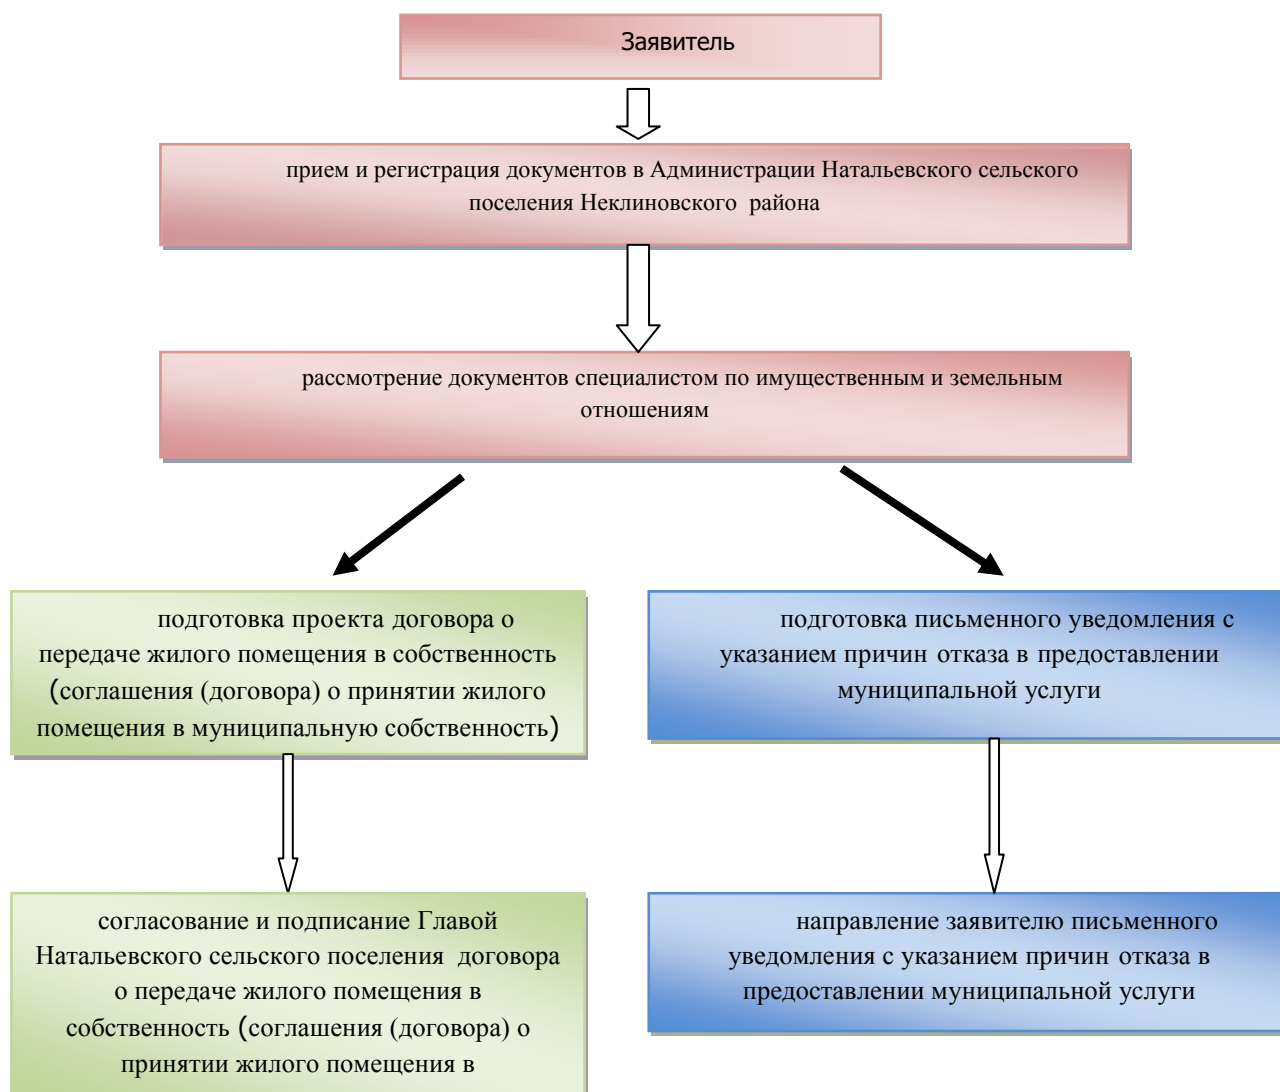 Заявитель
прием и регистрация документов в Администрации Натальевского сельского
поселения Неклиновского района
рассмотрение документов специалистом по имущественным и земельным
отношениям
подготовка проекта договора о
передаче жилого помещения в собственность
(соглашения (договора) о принятии жилого
помещения в муниципальную собственность)
подготовка письменного уведомления с
указанием причин отказа в предоставлении
муниципальной услуги
согласование и подписание Главой
Натальевского сельского поселения договора
о передаче жилого помещения в
собственность (соглашения (договора) о
принятии жилого помещения в
направление заявителю письменного
уведомления с указанием причин отказа в
предоставлении муниципальной услуги